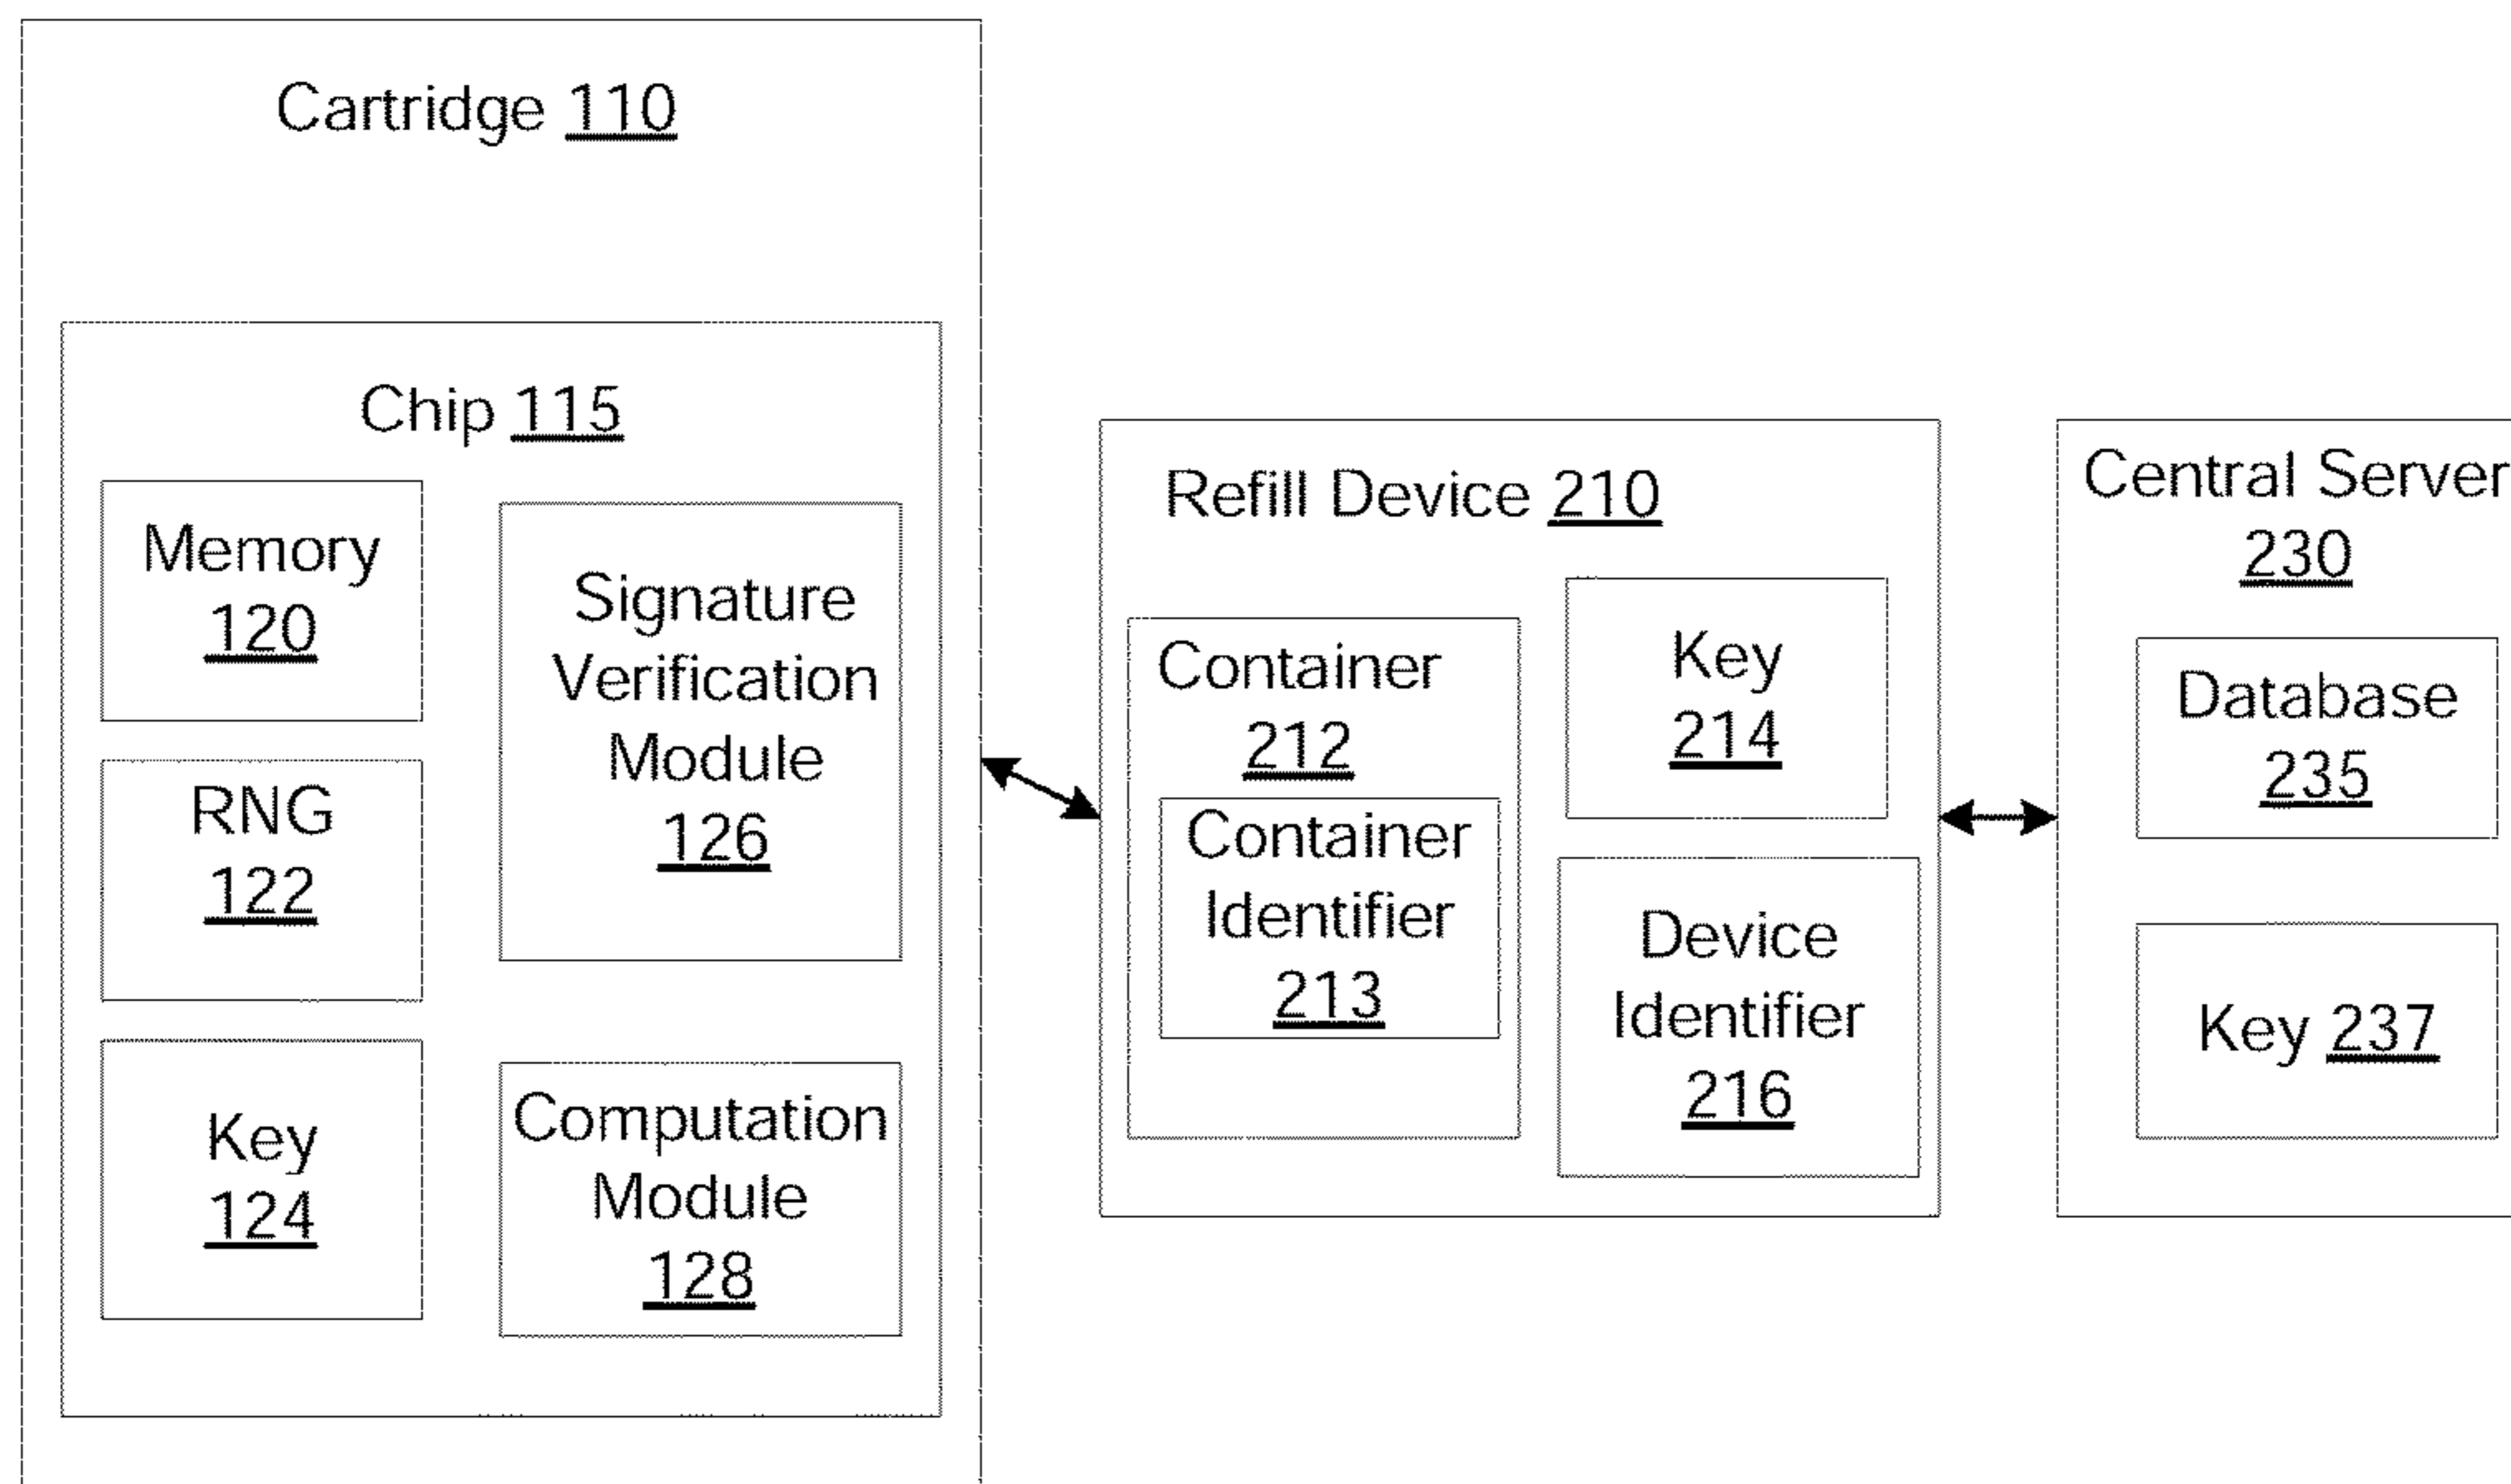 Cartridge 110
Chip 115
Memory
120
RNG
122
Key
124
Signature
Verification
Module
126
Computation
Module
128
Refill Device 210
Container
212
Container
Identifier
213
Key
214
Device
Identifier
216
Central Server
230
Database
235
Key 237